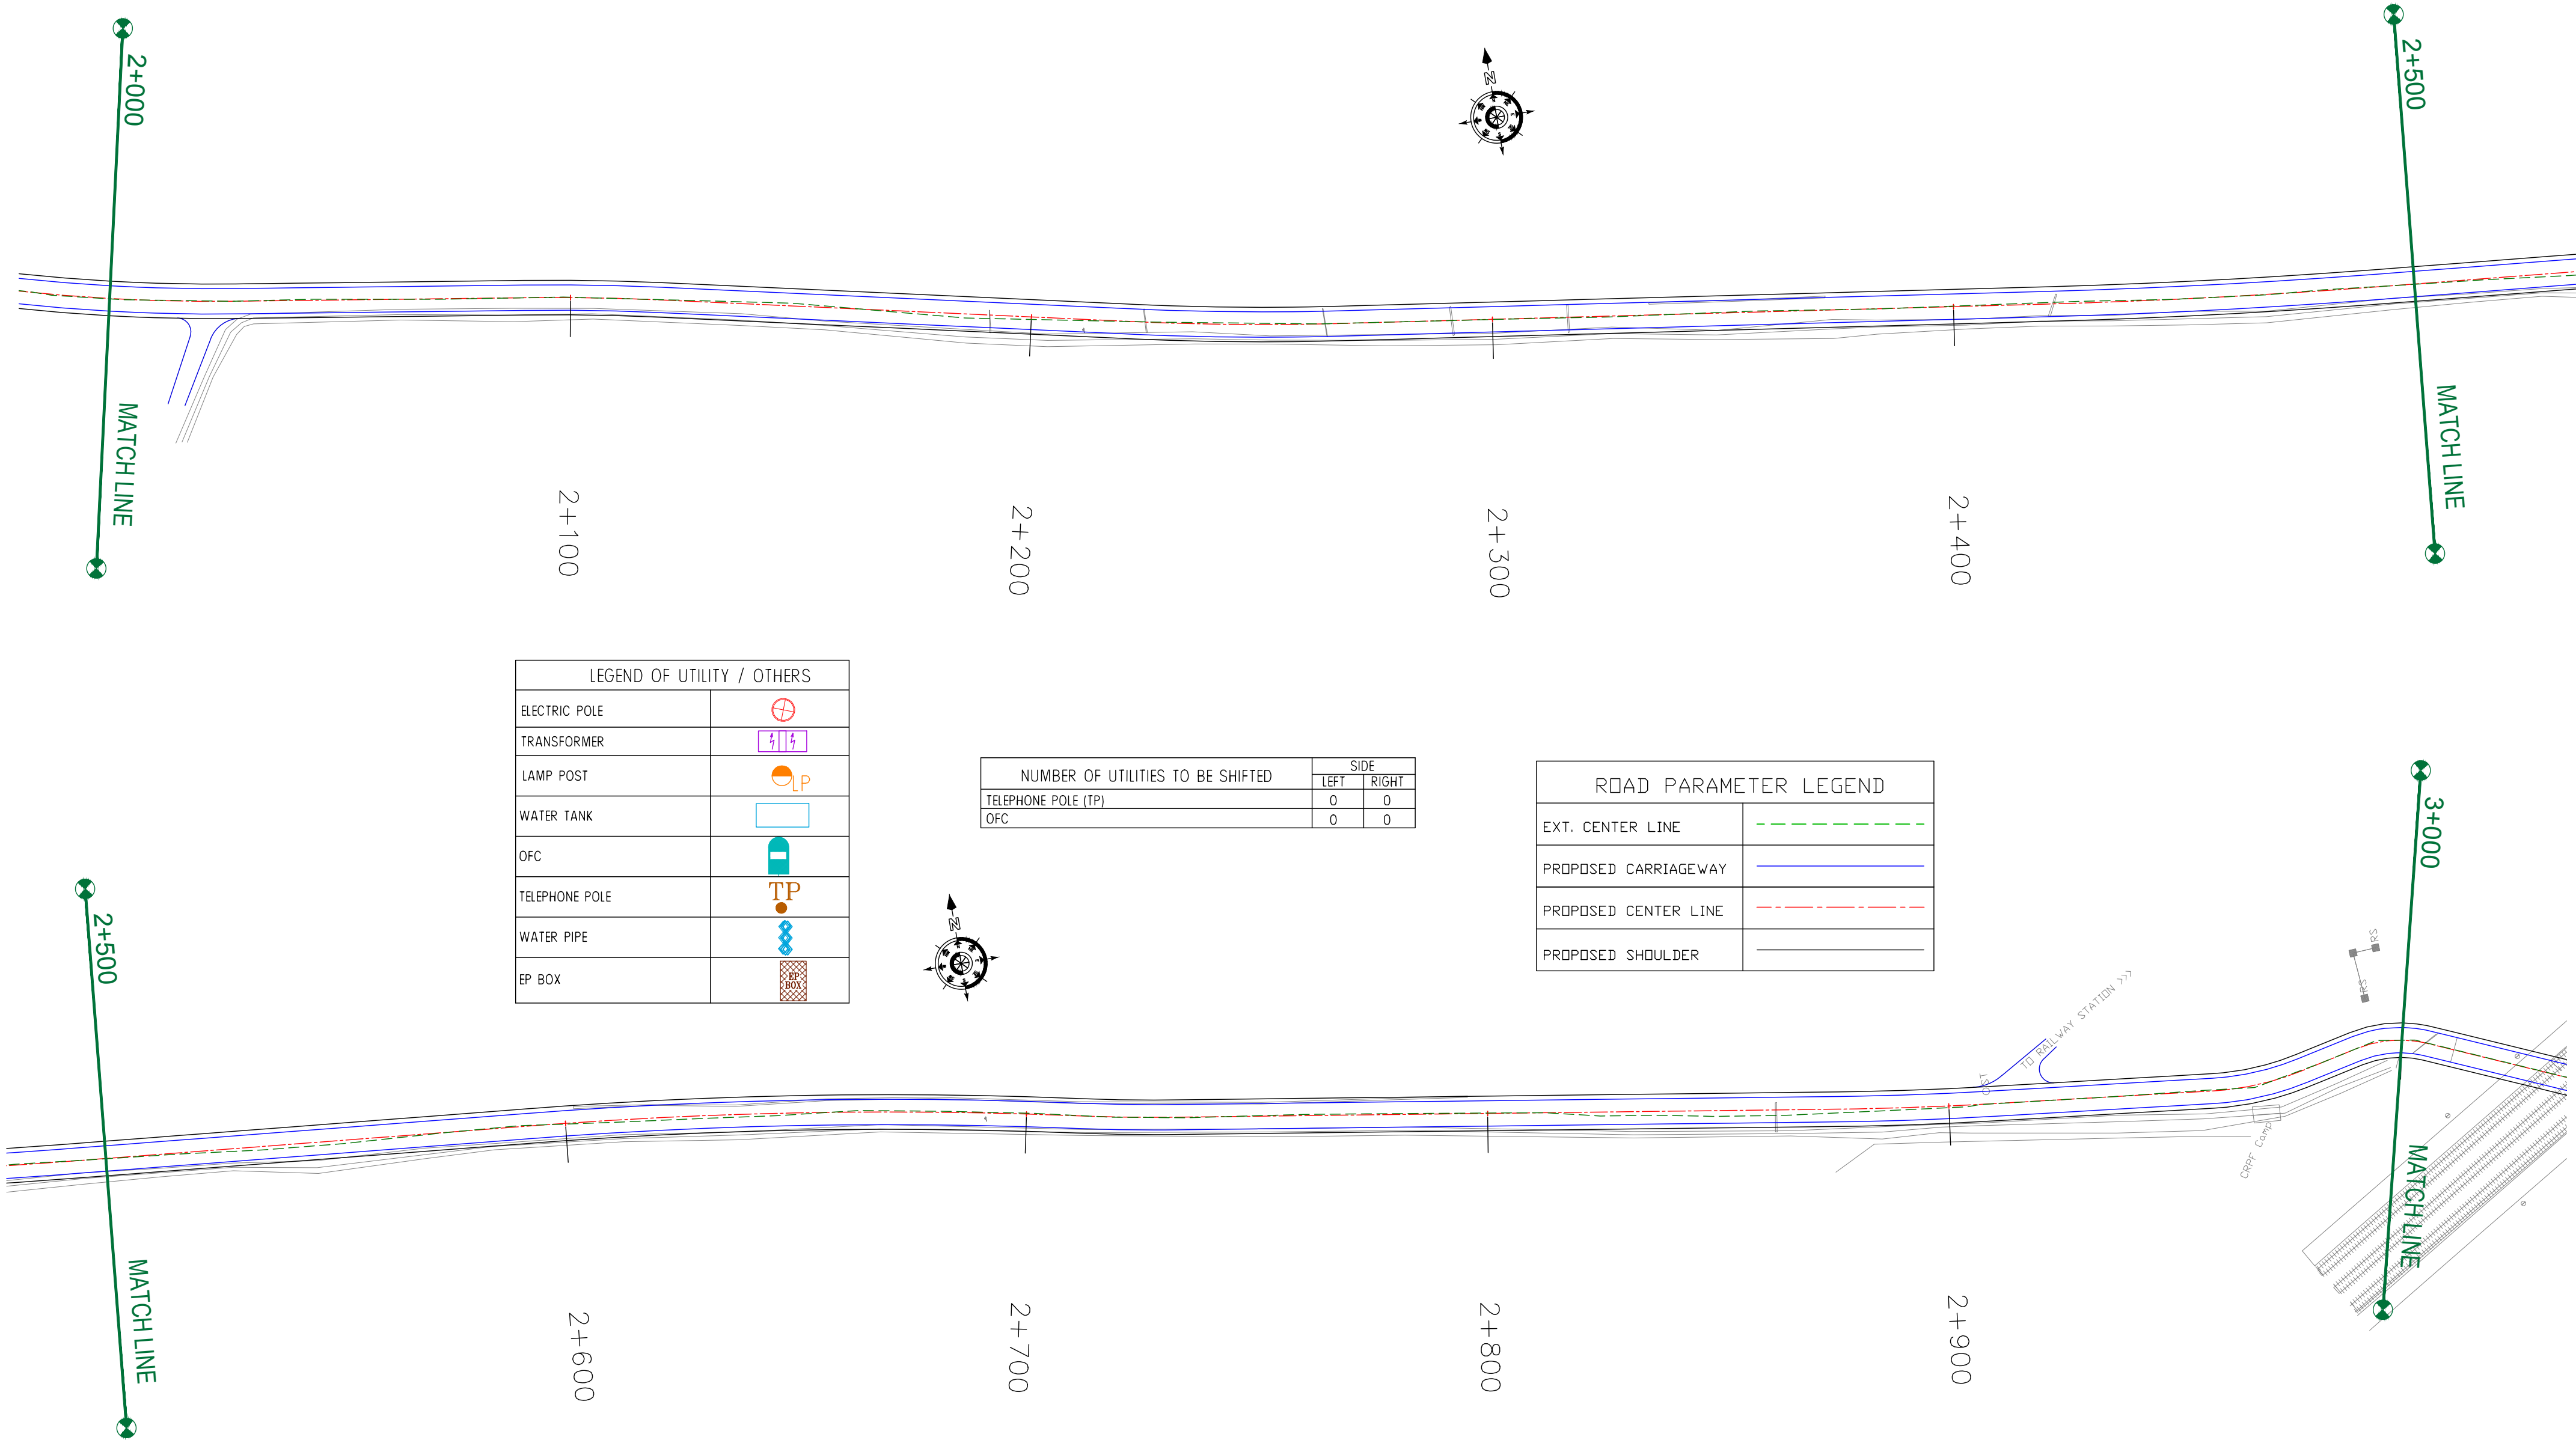 2+000
N
2+500
MATCH LINE
MATCH LINE
2+100
2+200
2+300
2+400
LEGEND OF UTILITY / OTHERS
ELECTRIC POLE
TRANSFORMER
LAMP POST
LP
WATER TANK
OFC
TELEPHONE POLE
TP
WATER PIPE
EP BOX
EP
BOX
NUMBER OF UTILITIES TO BE SHIFTED
SIDE
LEFT RIGHT
TELEPHONE POLE (TP) 0 0
OFC 0 0
ROAD PARAMETER LEGEND
EXT. CENTER LINE
PROPOSED CARRIAGEWAY
PROPOSED CENTER LINE
PROPOSED SHOULDER
3+000
2+500
N
SRS
SRS
TO RAILWAY STATION >>>
CRPF Camp
MATCH LINE
MATCH LINE
2+600
2+700
2+800
2+900